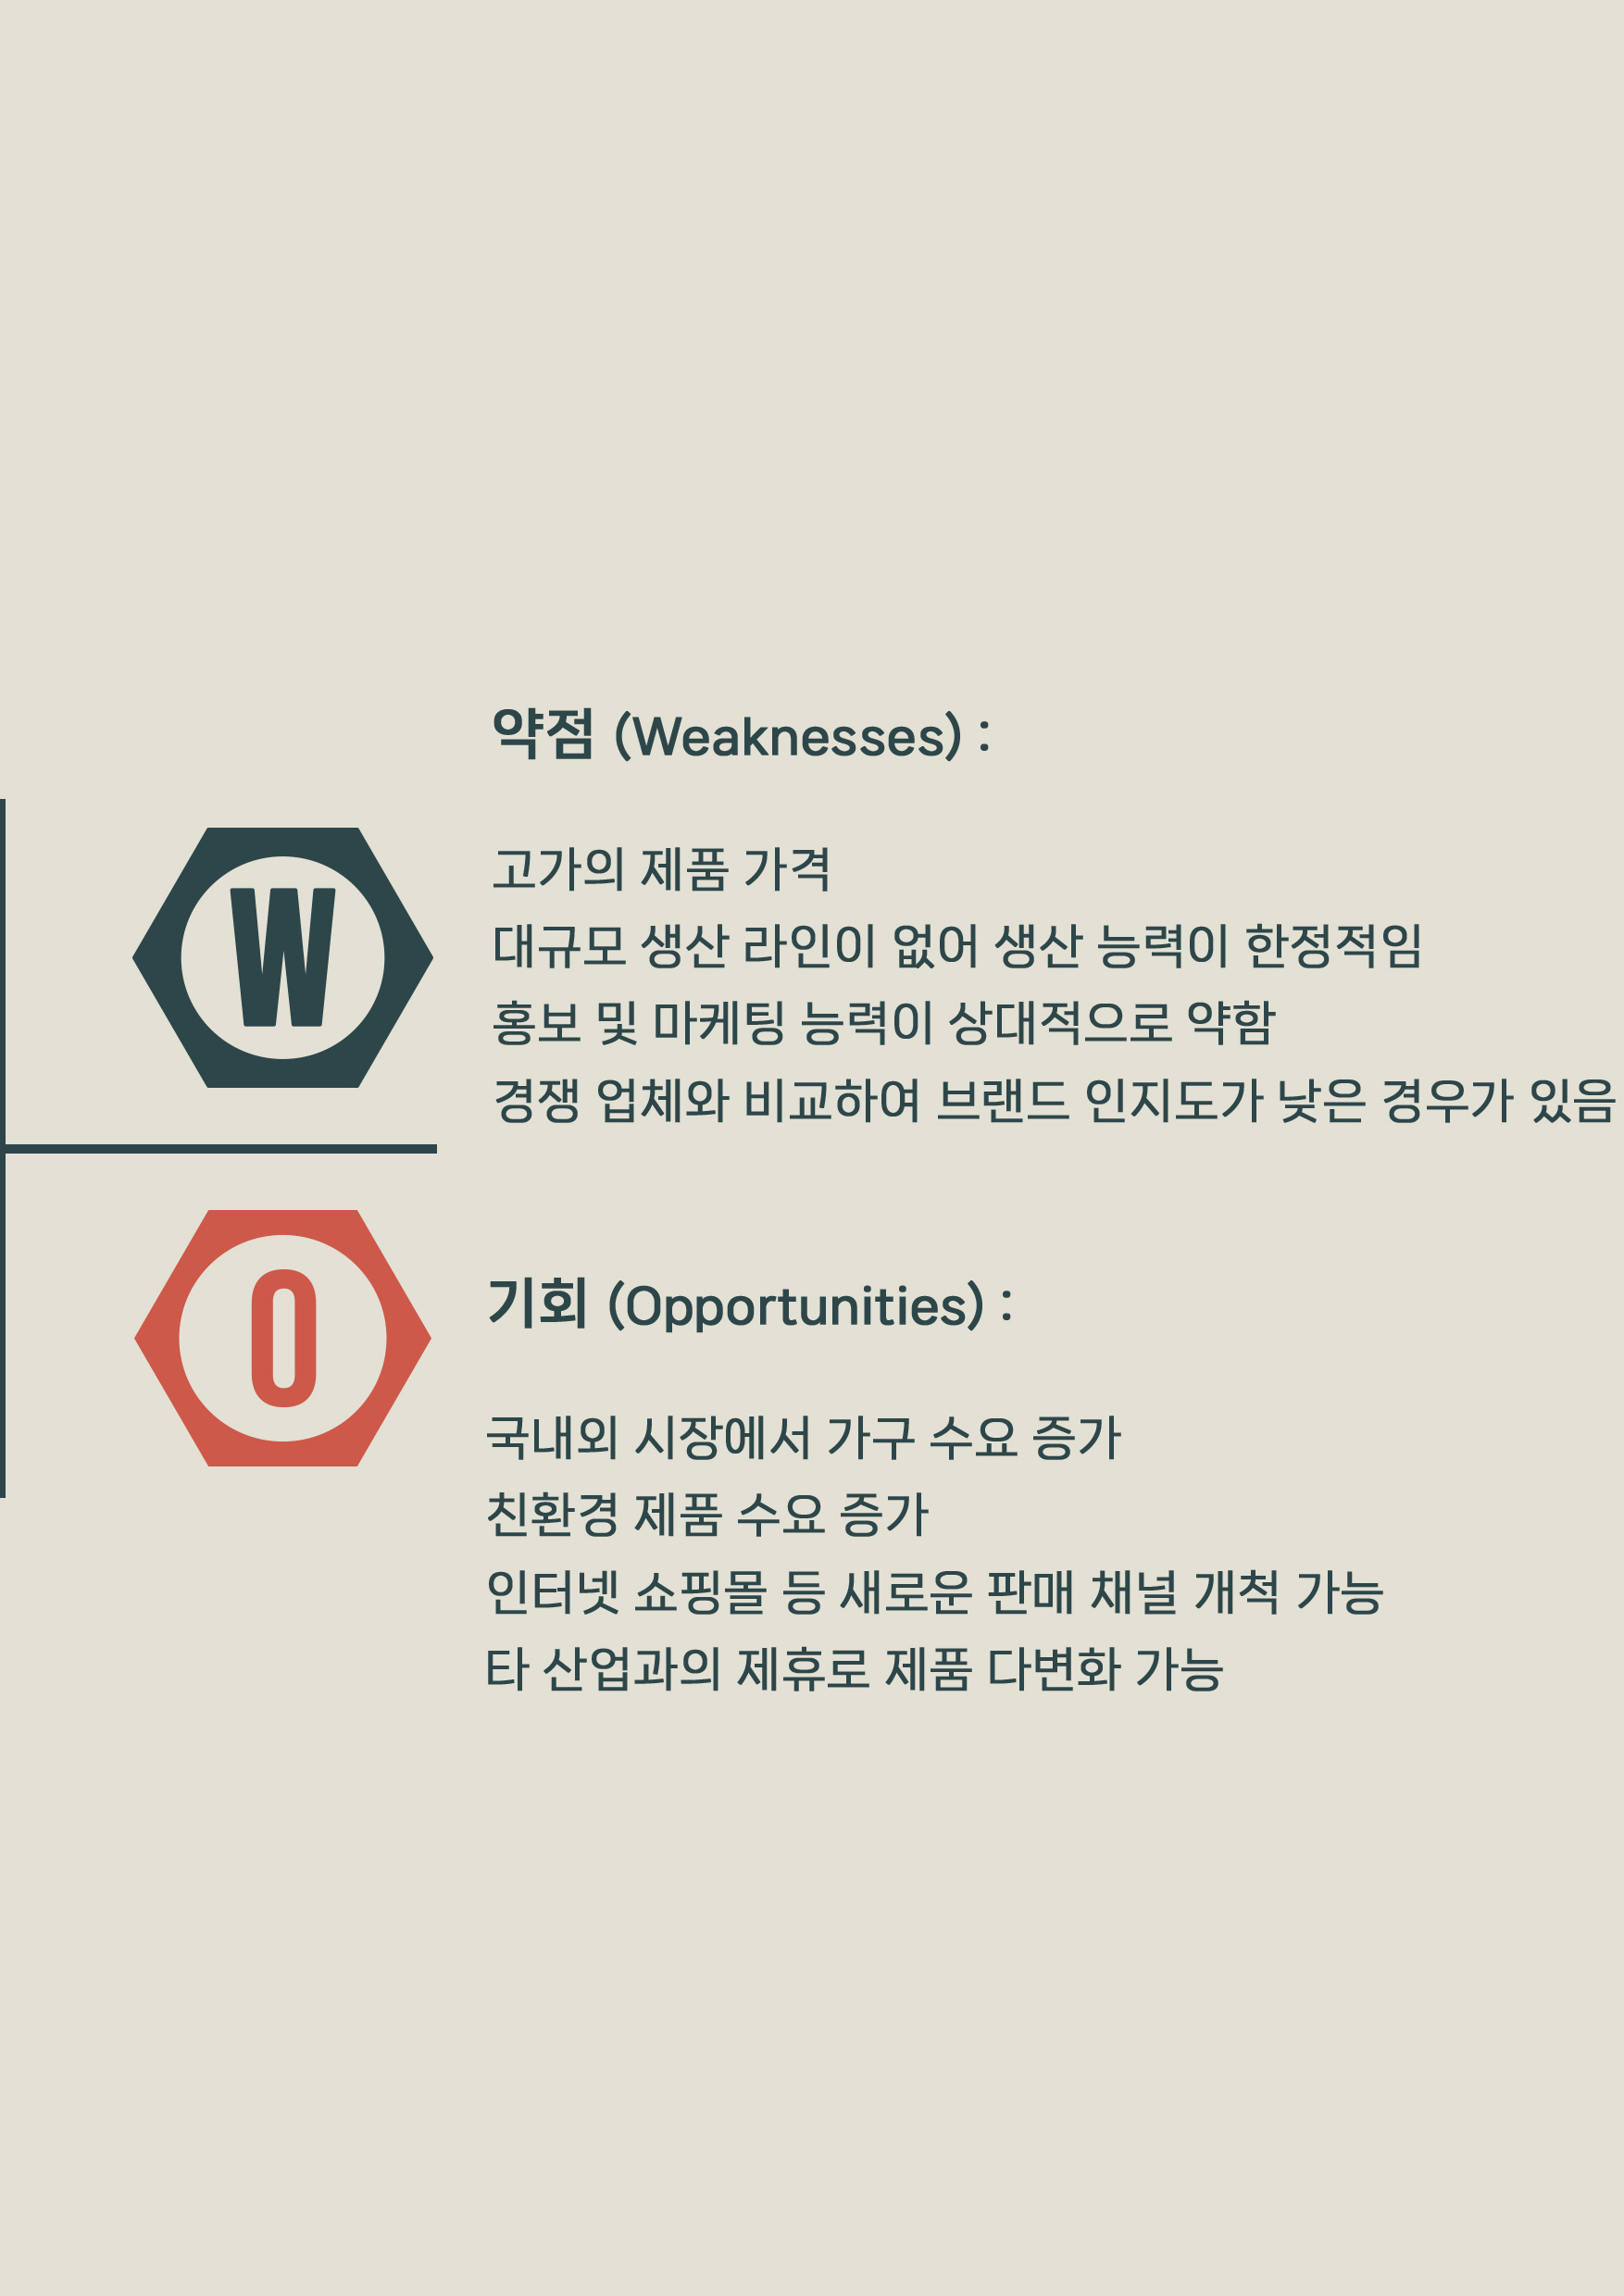 약점 (Weaknesses) :
W
고가의 제품 가격
대규모 생산 라인이 없어 생산 능력이 한정적임
홍보 및 마케팅 능력이 상대적으로 약함
경쟁 업체와 비교하여 브랜드 인지도가 낮은 경우가 있음
O
기회 (Opportunities) :
국내외 시장에서 가구 수요 증가
친환경 제품 수요 증가
인터넷 쇼핑몰 등 새로운 판매 채널 개척 가능
타 산업과의 제휴로 제품 다변화 가능